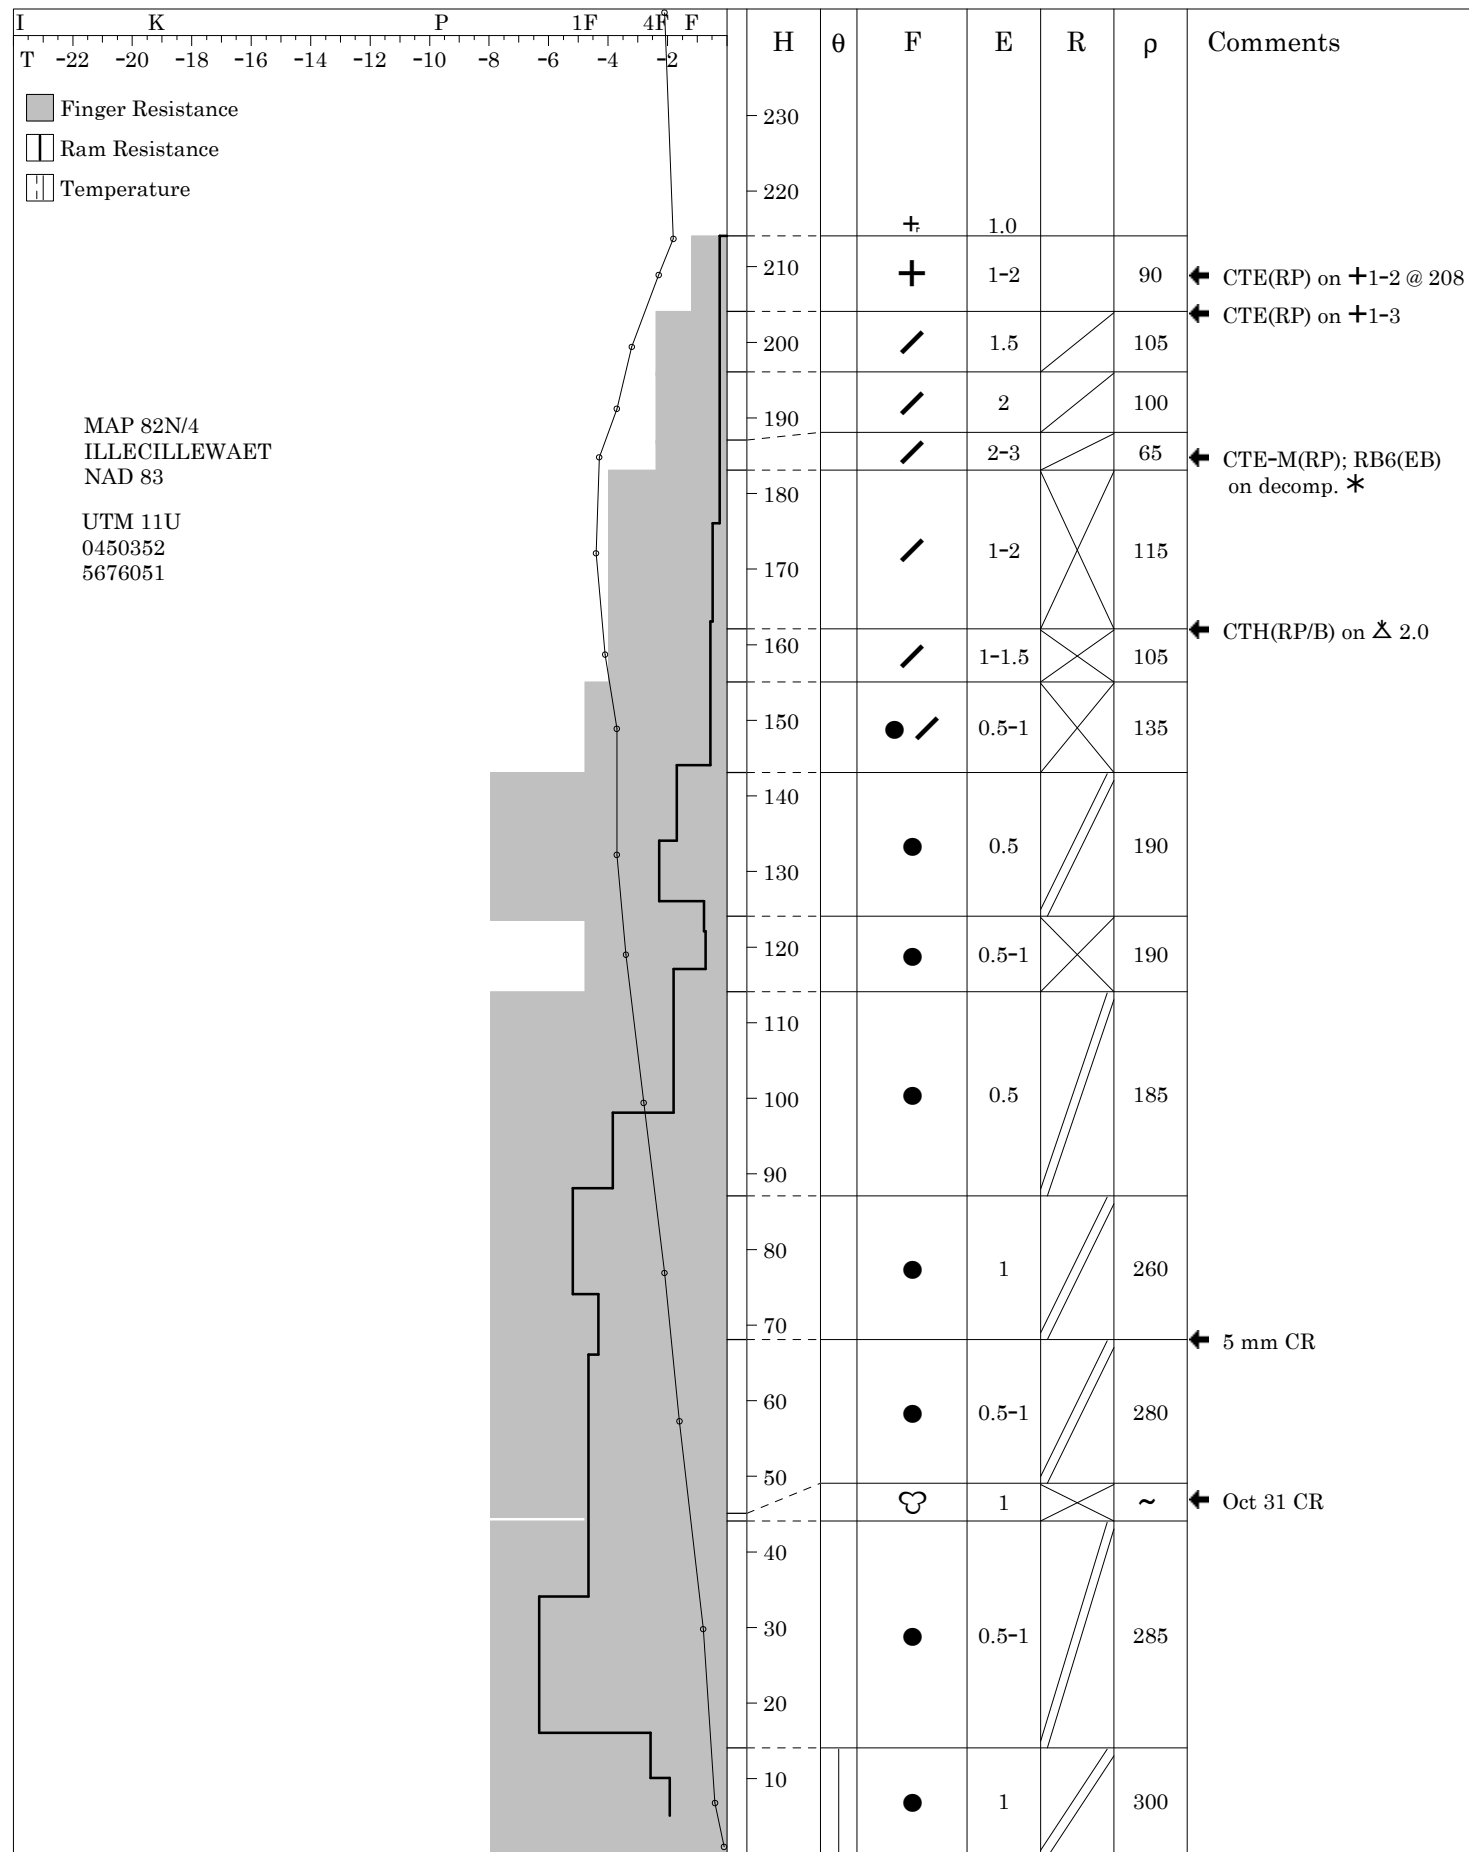 I K P 1F 4F F
T -22 -20 -18 -16 -14 -12 -10 -8 -6 -4 -2
H θ F E R ρ Comments
Finger Resistance
Ram Resistance
Temperature
MAP 82N/4
ILLECILLEWAET
NAD 83
UTM 11U
0450352
5676051
230
220
210
200
190
180
170
160
150
140
130
120
110
100
90
80
70
60
50
40
30
20
10
+r 1.0
+ 1-2 90
1.5 105
2 100
2-3 65
1-2 115
1-1.5 105
0.5-1 135
0.5 190
0.5-1 190
0.5 185
1 260
0.5-1 280
1 ~
0.5-1 285
1 300
CTE(RP) on +1-2 @ 208
CTE(RP) on +1-3
CTE-M(RP); RB6(EB)
on decomp. *
CTH(RP/B) on 2.0
5 mm CR
Oct 31 CR